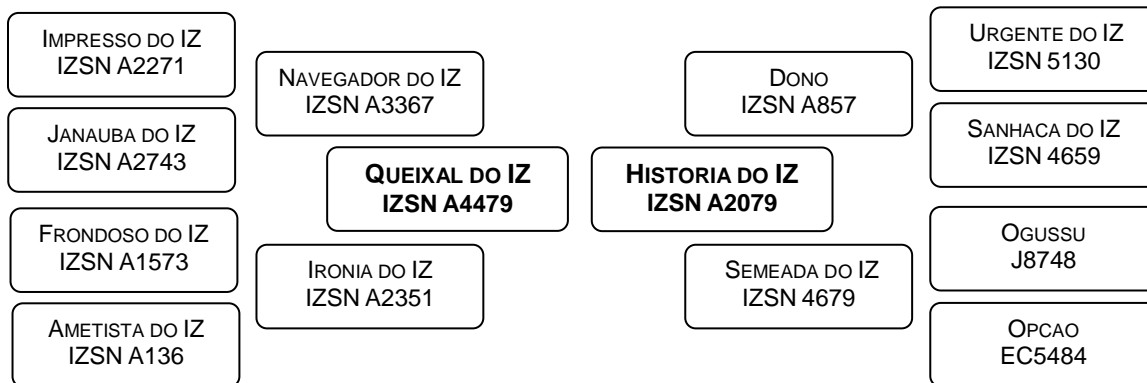 IMPRESSO DO IZ
IZSN A2271
JANAUBA DO IZ
IZSN A2743
FRONDOSO DO IZ
IZSN A1573
AMETISTA DO IZ
IZSN A136
NAVEGADOR DO IZ
IZSN A3367
IRONIA DO IZ
IZSN A2351
QUEIXAL DO IZ
IZSN A4479
HISTORIA DO IZ
IZSN A2079
DONO
IZSN A857
SEMEADA DO IZ
IZSN 4679
URGENTE DO IZ
IZSN 5130
SANHACA DO IZ
IZSN 4659
OGUSSU
J8748
OPCAO
EC5484